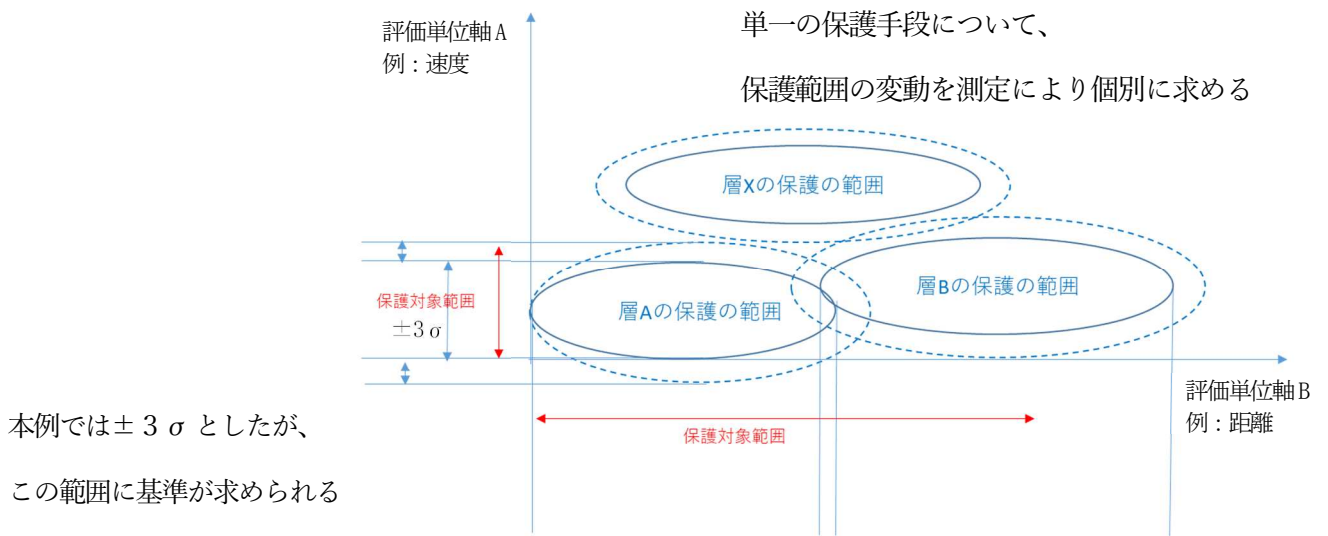 評価単位軸A
例：速度
単一の保護手段について、
保護範囲の変動を測定により個別に求める
層Xの保護の範囲
層Bの保護の範囲
保護対象範囲
±3σ
層Aの保護の範囲
評価単位軸B
例：距離
保護対象範囲
本例では±３σとしたが、
この範囲に基準が求められる